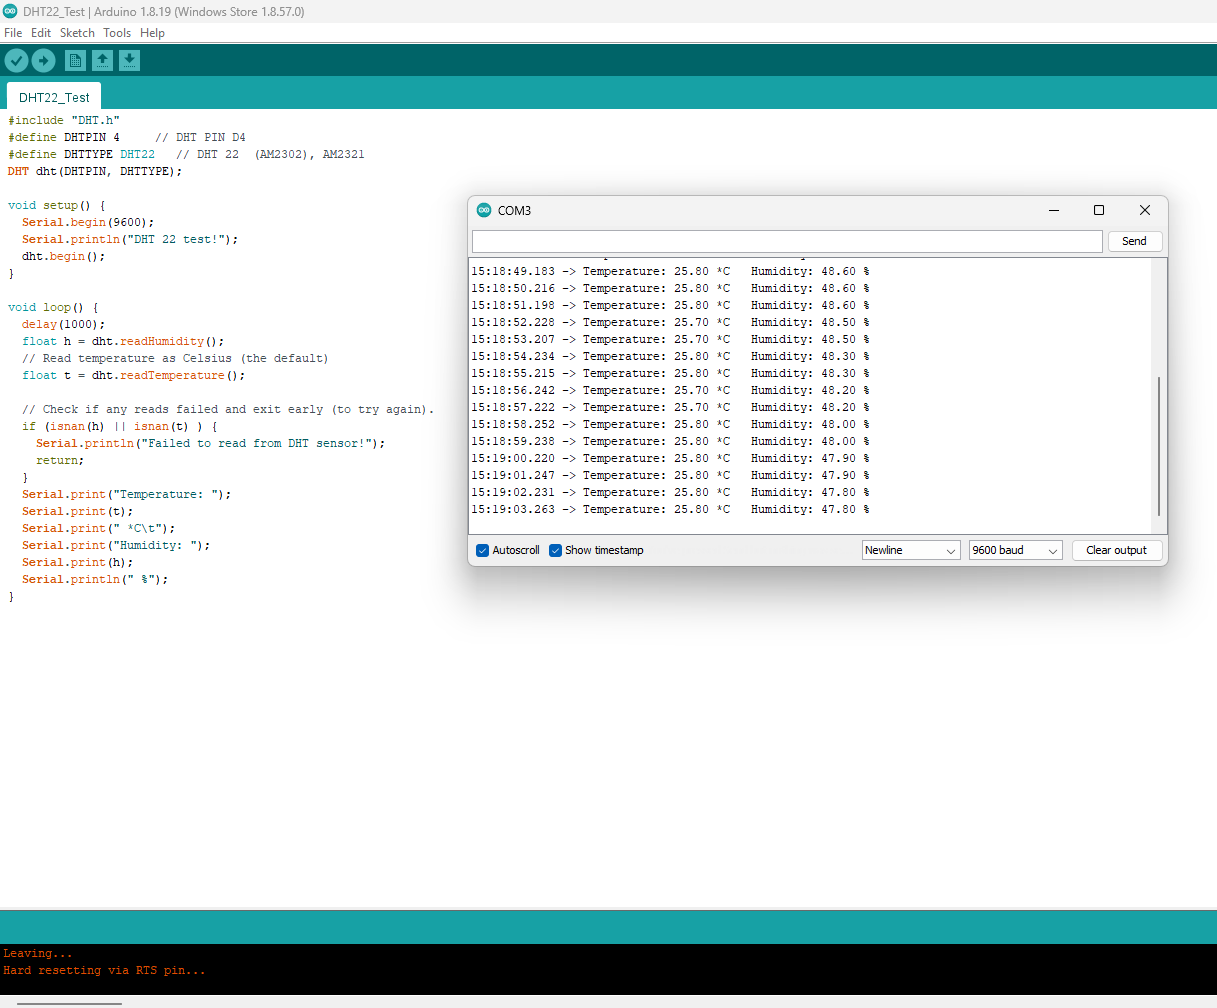 DHT22_Test | Arduino 1.8.19 (Windows Store 1.8.57.0)
File Edit Sketch Tools Help
DHT22_Test
#include "DHT.h"
#define DHTPIN 4     // DHT PIN D4
#define DHTTYPE DHT22   // DHT 22  (AM2302), AM2321
DHT dht(DHTPIN, DHTTYPE);
void setup() {
  Serial.begin(9600);
  Serial.println("DHT 22 test!");
  dht.begin();
}
void loop() {
  delay(1000);
  float h = dht.readHumidity();
  // Read temperature as Celsius (the default)
  float t = dht.readTemperature();
  // Check if any reads failed and exit early (to try again).
  if (isnan(h) || isnan(t) ) {
    Serial.println("Failed to read from DHT sensor!");
    return;
  }
  Serial.print("Temperature: ");
  Serial.print(t);
  Serial.print(" *C\t");
  Serial.print("Humidity: ");
  Serial.print(h);
  Serial.println(" %");
}
COM3
Send
15:18:49.183 -> Temperature: 25.80 *C   Humidity: 48.60 %
15:18:50.216 -> Temperature: 25.80 *C   Humidity: 48.60 %
15:18:51.198 -> Temperature: 25.80 *C   Humidity: 48.60 %
15:18:52.228 -> Temperature: 25.70 *C   Humidity: 48.50 %
15:18:53.207 -> Temperature: 25.70 *C   Humidity: 48.50 %
15:18:54.234 -> Temperature: 25.80 *C   Humidity: 48.30 %
15:18:55.215 -> Temperature: 25.80 *C   Humidity: 48.30 %
15:18:56.242 -> Temperature: 25.70 *C   Humidity: 48.20 %
15:18:57.222 -> Temperature: 25.70 *C   Humidity: 48.20 %
15:18:58.252 -> Temperature: 25.80 *C   Humidity: 48.00 %
15:18:59.238 -> Temperature: 25.80 *C   Humidity: 48.00 %
15:19:00.220 -> Temperature: 25.80 *C   Humidity: 47.90 %
15:19:01.247 -> Temperature: 25.80 *C   Humidity: 47.90 %
15:19:02.231 -> Temperature: 25.80 *C   Humidity: 47.80 %
15:19:03.263 -> Temperature: 25.80 *C   Humidity: 47.80 %
Autoscroll Show timestamp Newline 9600 baud Clear output
Leaving...
Hard resetting via RTS pin...